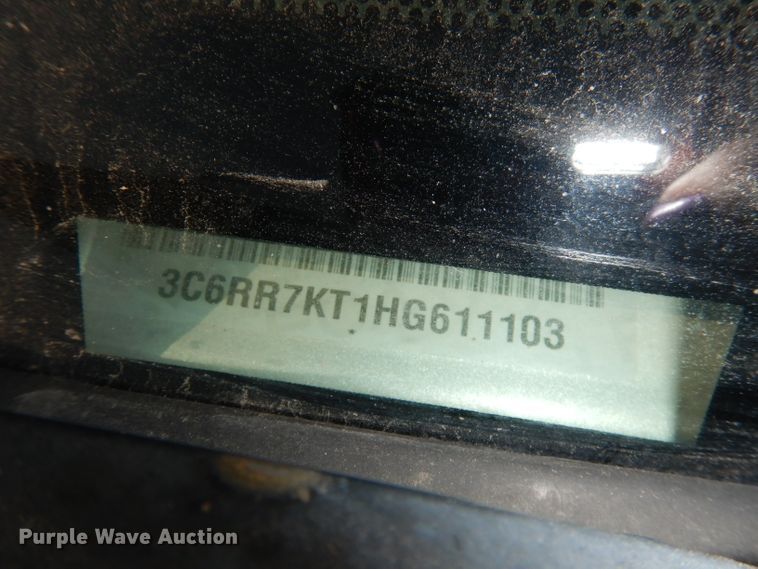 3C6RR7KT1HG611103
Purple Wave Auction